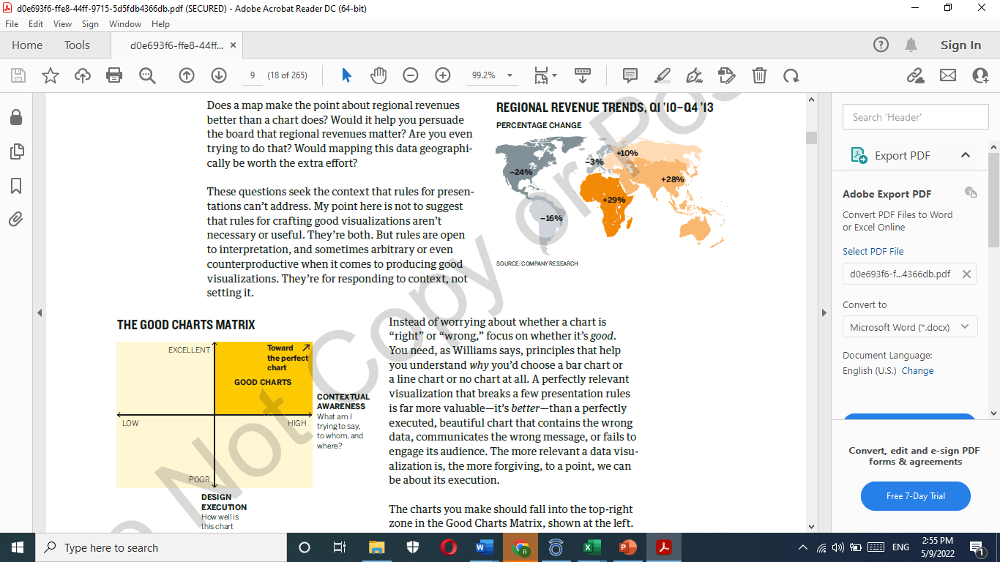 d0e693f6-ffe8-44ff-9715-5d5fdb4366db.pdf (SECURED) - Adobe Acrobat Reader DC (64-bit)
File Edit View Sign Window Help
Home Tools d0e693f6-ffe8-44ff... × Sign In
9 (18 of 265) 99.2%
Does a map make the point about regional revenues
better than a chart does? Would it help you persuade
the board that regional revenues matter? Are you even
trying to do that? Would mapping this data geographi-
cally be worth the extra effort?
These questions seek the context that rules for presen-
tations can’t address. My point here is not to suggest
that rules for crafting good visualizations aren’t
necessary or useful. They’re both. But rules are open
to interpretation, and sometimes arbitrary or even
counterproductive when it comes to producing good
visualizations. They’re for responding to context, not
setting it.
REGIONAL REVENUE TRENDS, Q1 ’10–Q4 ’13
PERCENTAGE CHANGE
–24%
–3%
+10%
+28%
+29%
–16%
SOURCE: COMPANY RESEARCH
THE GOOD CHARTS MATRIX
EXCELLENT
Toward
the perfect
chart
GOOD CHARTS
LOW
HIGH
POOR
CONTEXTUAL
AWARENESS
What am I
trying to say,
to whom, and
where?
DESIGN
EXECUTION
How well is
this chart
Instead of worrying about whether a chart is
“right” or “wrong,” focus on whether it’s good.
You need, as Williams says, principles that help
you understand why you’d choose a bar chart or
a line chart or no chart at all. A perfectly relevant
visualization that breaks a few presentation rules
is far more valuable—it’s better—than a perfectly
executed, beautiful chart that contains the wrong
data, communicates the wrong message, or fails to
engage its audience. The more relevant a data visu-
alization is, the more forgiving, to a point, we can
be about its execution.
The charts you make should fall into the top-right
zone in the Good Charts Matrix, shown at the left.
Not Copy or Pos
Search 'Header'
Export PDF
Adobe Export PDF
Convert PDF Files to Word
or Excel Online
Select PDF File
d0e693f6-f...4366db.pdf
Convert to
Microsoft Word (*.docx)
Document Language:
English (U.S.) Change
Convert, edit and e-sign PDF
forms & agreements
Free 7-Day Trial
Type here to search
ENG
2:55 PM
5/9/2022
1